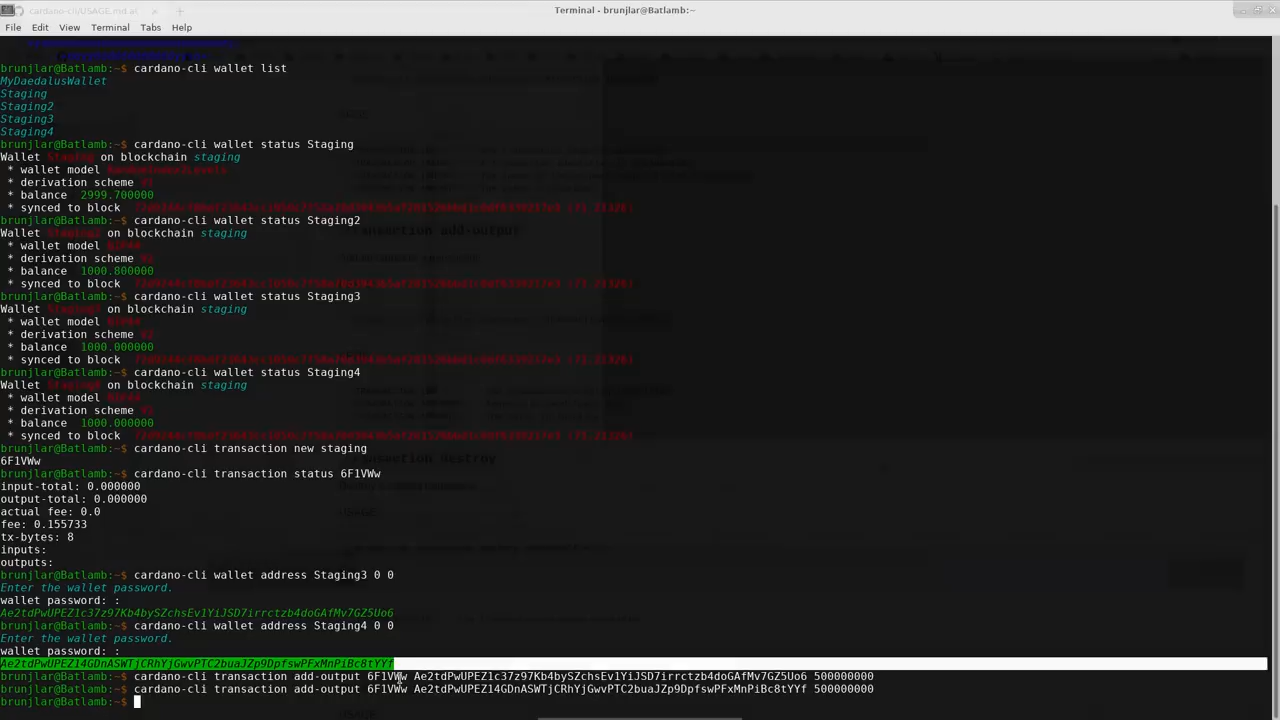 cardano-cli/USAGE.md at
Terminal - brunjlar@Batlamb:~
File Edit View Terminal Tabs Help
brunjlar@Batlamb:~$ cardano-cli wallet list
MyDaedalusWallet
Staging
Staging2
Staging3
Staging4
brunjlar@Batlamb:~$ cardano-cli wallet status Staging
Wallet Staging on blockchain staging
* wallet model
* derivation scheme
* balance 2999.700000
* synced to block
brunjlar@Batlamb:~$ cardano-cli wallet status Staging2
Wallet Staging2 on blockchain staging
* wallet model
* derivation scheme
* balance 1000.800000
* synced to block
brunjlar@Batlamb:~$ cardano-cli wallet status Staging3
Wallet Staging3 on blockchain staging
* wallet model
* derivation scheme
* balance 1000.000000
* synced to block
brunjlar@Batlamb:~$ cardano-cli wallet status Staging4
Wallet Staging4 on blockchain staging
* wallet model
* derivation scheme
* balance 1000.000000
* synced to block
brunjlar@Batlamb:~$ cardano-cli transaction new staging
6F1VWw
brunjlar@Batlamb:~$ cardano-cli transaction status 6F1VWw
input-total: 0.000000
output-total: 0.000000
actual fee: 0.0
fee: 0.155733
tx-bytes: 8
inputs:
outputs:
brunjlar@Batlamb:~$ cardano-cli wallet address Staging3 0 0
Enter the wallet password.
wallet password: :
Ae2tdPwUPEZ1c37z97Kb4bySZchsEv1YiJSD7irrctzb4doGAfMv7GZ5Uo6
brunjlar@Batlamb:~$ cardano-cli wallet address Staging4 0 0
Enter the wallet password.
wallet password: :
Ae2tdPwUPEZ14GDnASWTjCRhYjGwvPTC2buaJZp9DpfswPFxMnPiBc8tYYf
brunjlar@Batlamb:~$ cardano-cli transaction add-output 6F1VWw Ae2tdPwUPEZ1c37z97Kb4bySZchsEv1YiJSD7irrctzb4doGAfMv7GZ5Uo6 500000000
brunjlar@Batlamb:~$ cardano-cli transaction add-output 6F1VWw Ae2tdPwUPEZ14GDnASWTjCRhYjGwvPTC2buaJZp9DpfswPFxMnPiBc8tYYf 500000000
brunjlar@Batlamb:~$